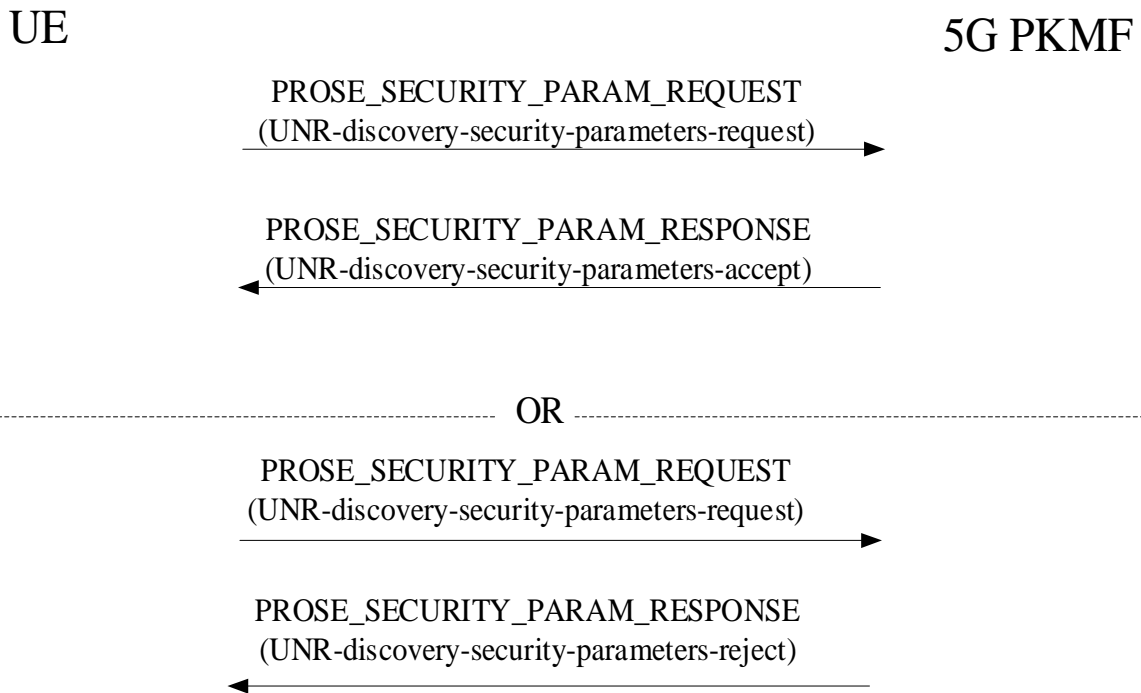 UE
5G PKMF
PROSE_SECURITY_PARAM_REQUEST
(UNR-discovery-security-parameters-request)
PROSE_SECURITY_PARAM_RESPONSE
(UNR-discovery-security-parameters-accept)
OR
PROSE_SECURITY_PARAM_REQUEST
(UNR-discovery-security-parameters-request)
PROSE_SECURITY_PARAM_RESPONSE
(UNR-discovery-security-parameters-reject)